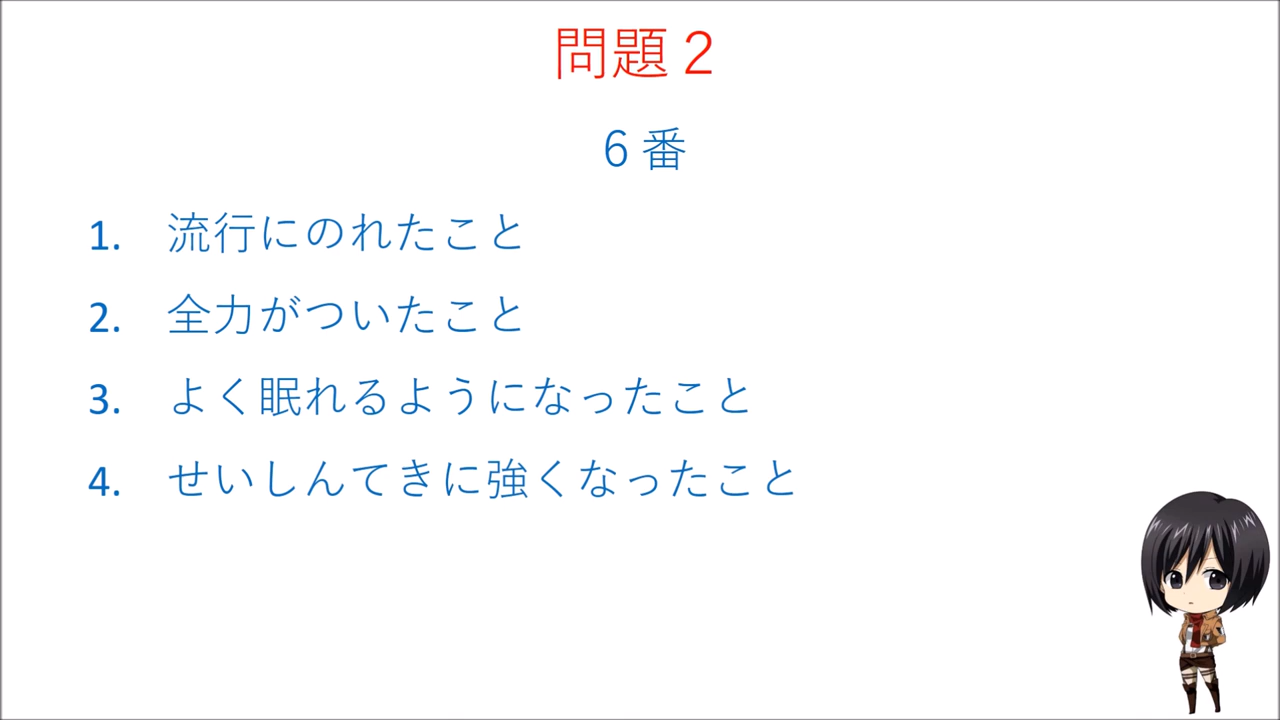 問題２
６番
1. 流行にのれたこと
2. 全力がついたこと
3. よく眠れるようになったこと
4. せいしんてきに強くなったこと